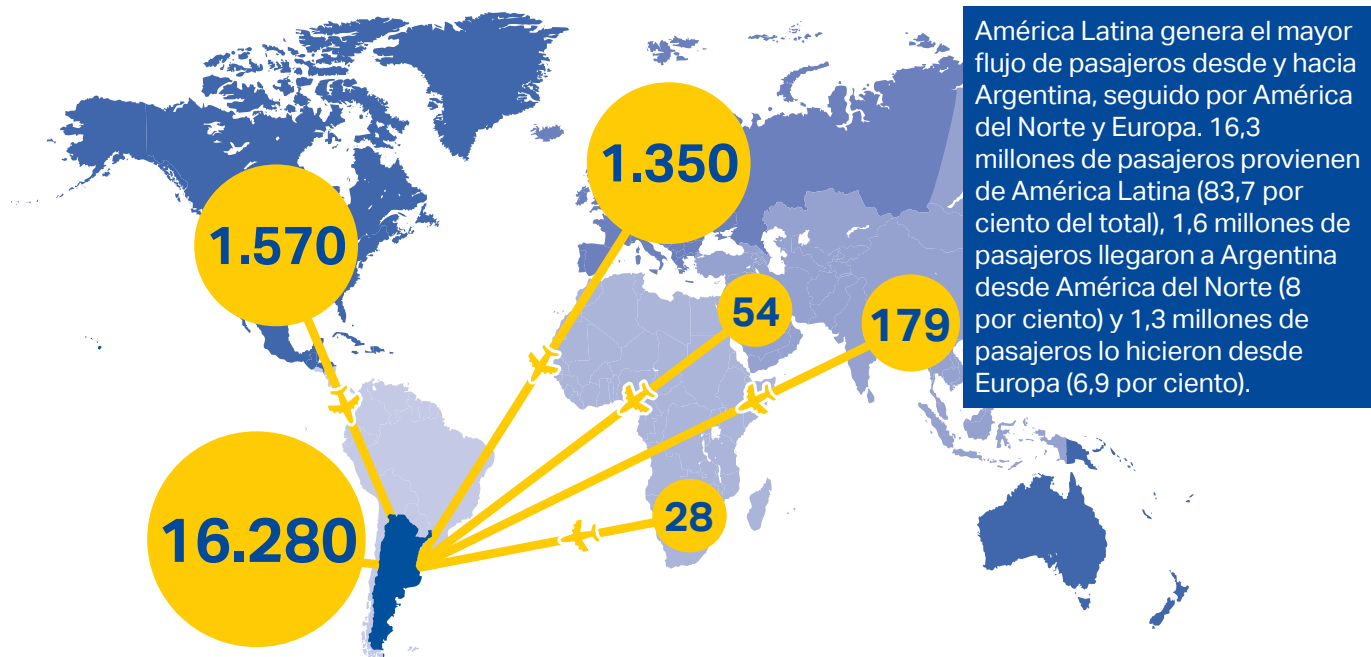 América Latina genera el mayor
flujo de pasajeros desde y hacia
Argentina, seguido por América
del Norte y Europa. 16,3
millones de pasajeros provienen
de América Latina (83,7 por
ciento del total), 1,6 millones de
pasajeros llegaron a Argentina
desde América del Norte (8
por ciento) y 1,3 millones de
pasajeros lo hicieron desde
Europa (6,9 por ciento).
1.350
1.570
54
179
28
16.280